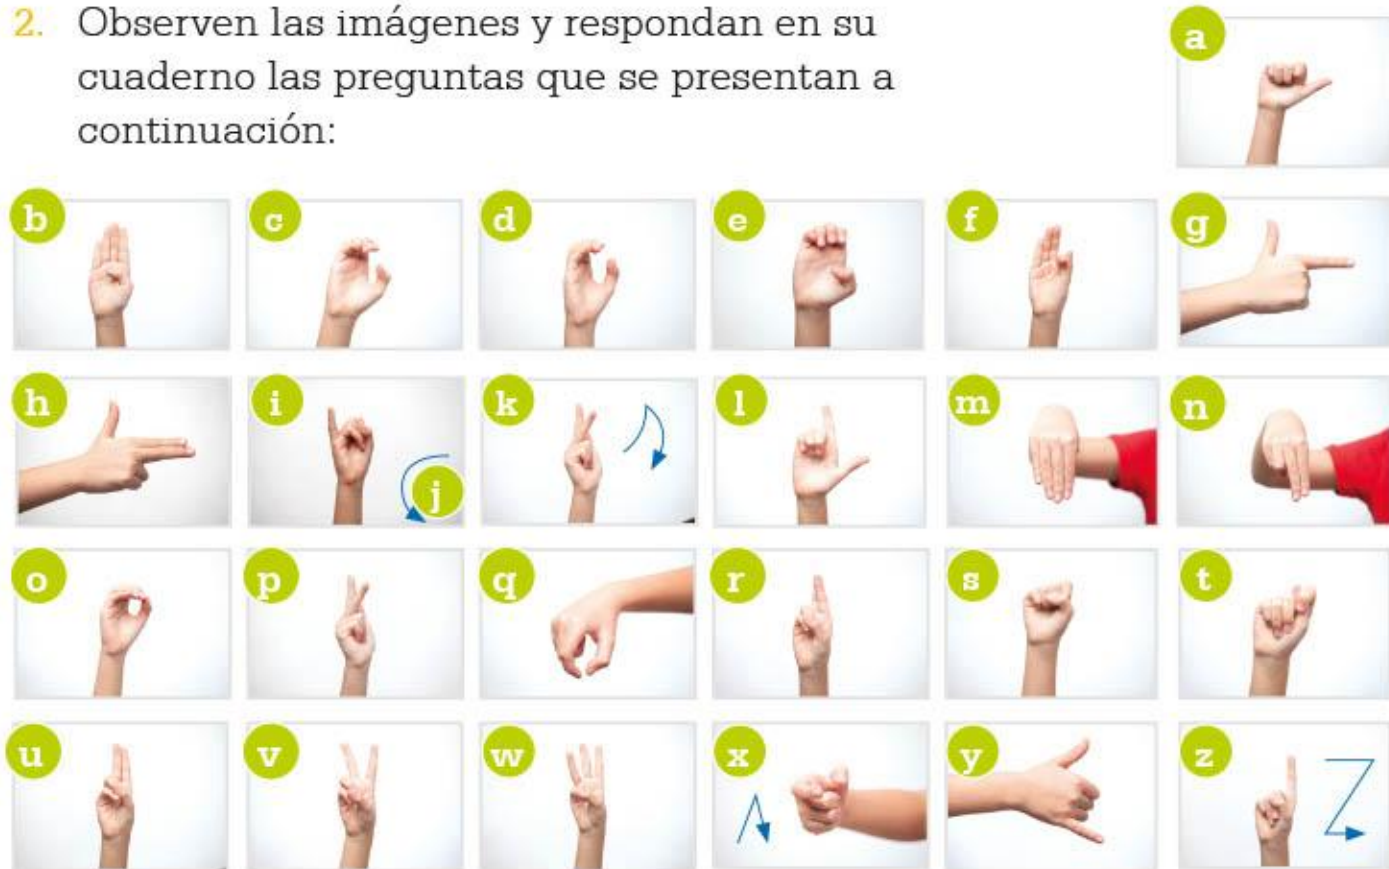 2. Observen las imágenes y respondan en su
cuaderno las preguntas que se presentan a
continuación:
a
b c d e f g
h i j k l m n
o p q r s t
u v w x y z